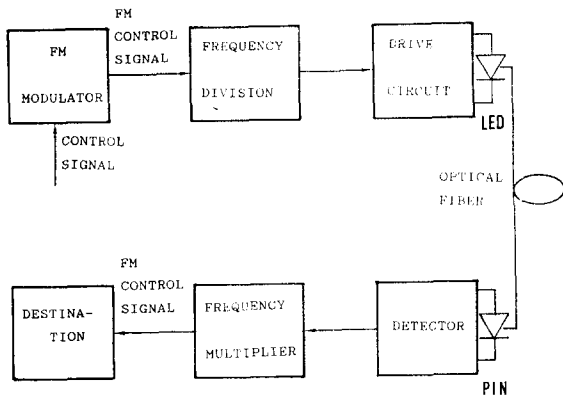 FM
MODULATOR
FM
CONTROL
SIGNAL
CONTROL
SIGNAL
FREQUENCY
DIVISION
DRIVE
CIRCUIT
LED
OPTICAL
FIBER
PIN
DETECTOR
FREQUENCY
MULTIPLIER
FM
CONTROL
SIGNAL
DESTINA-
TION